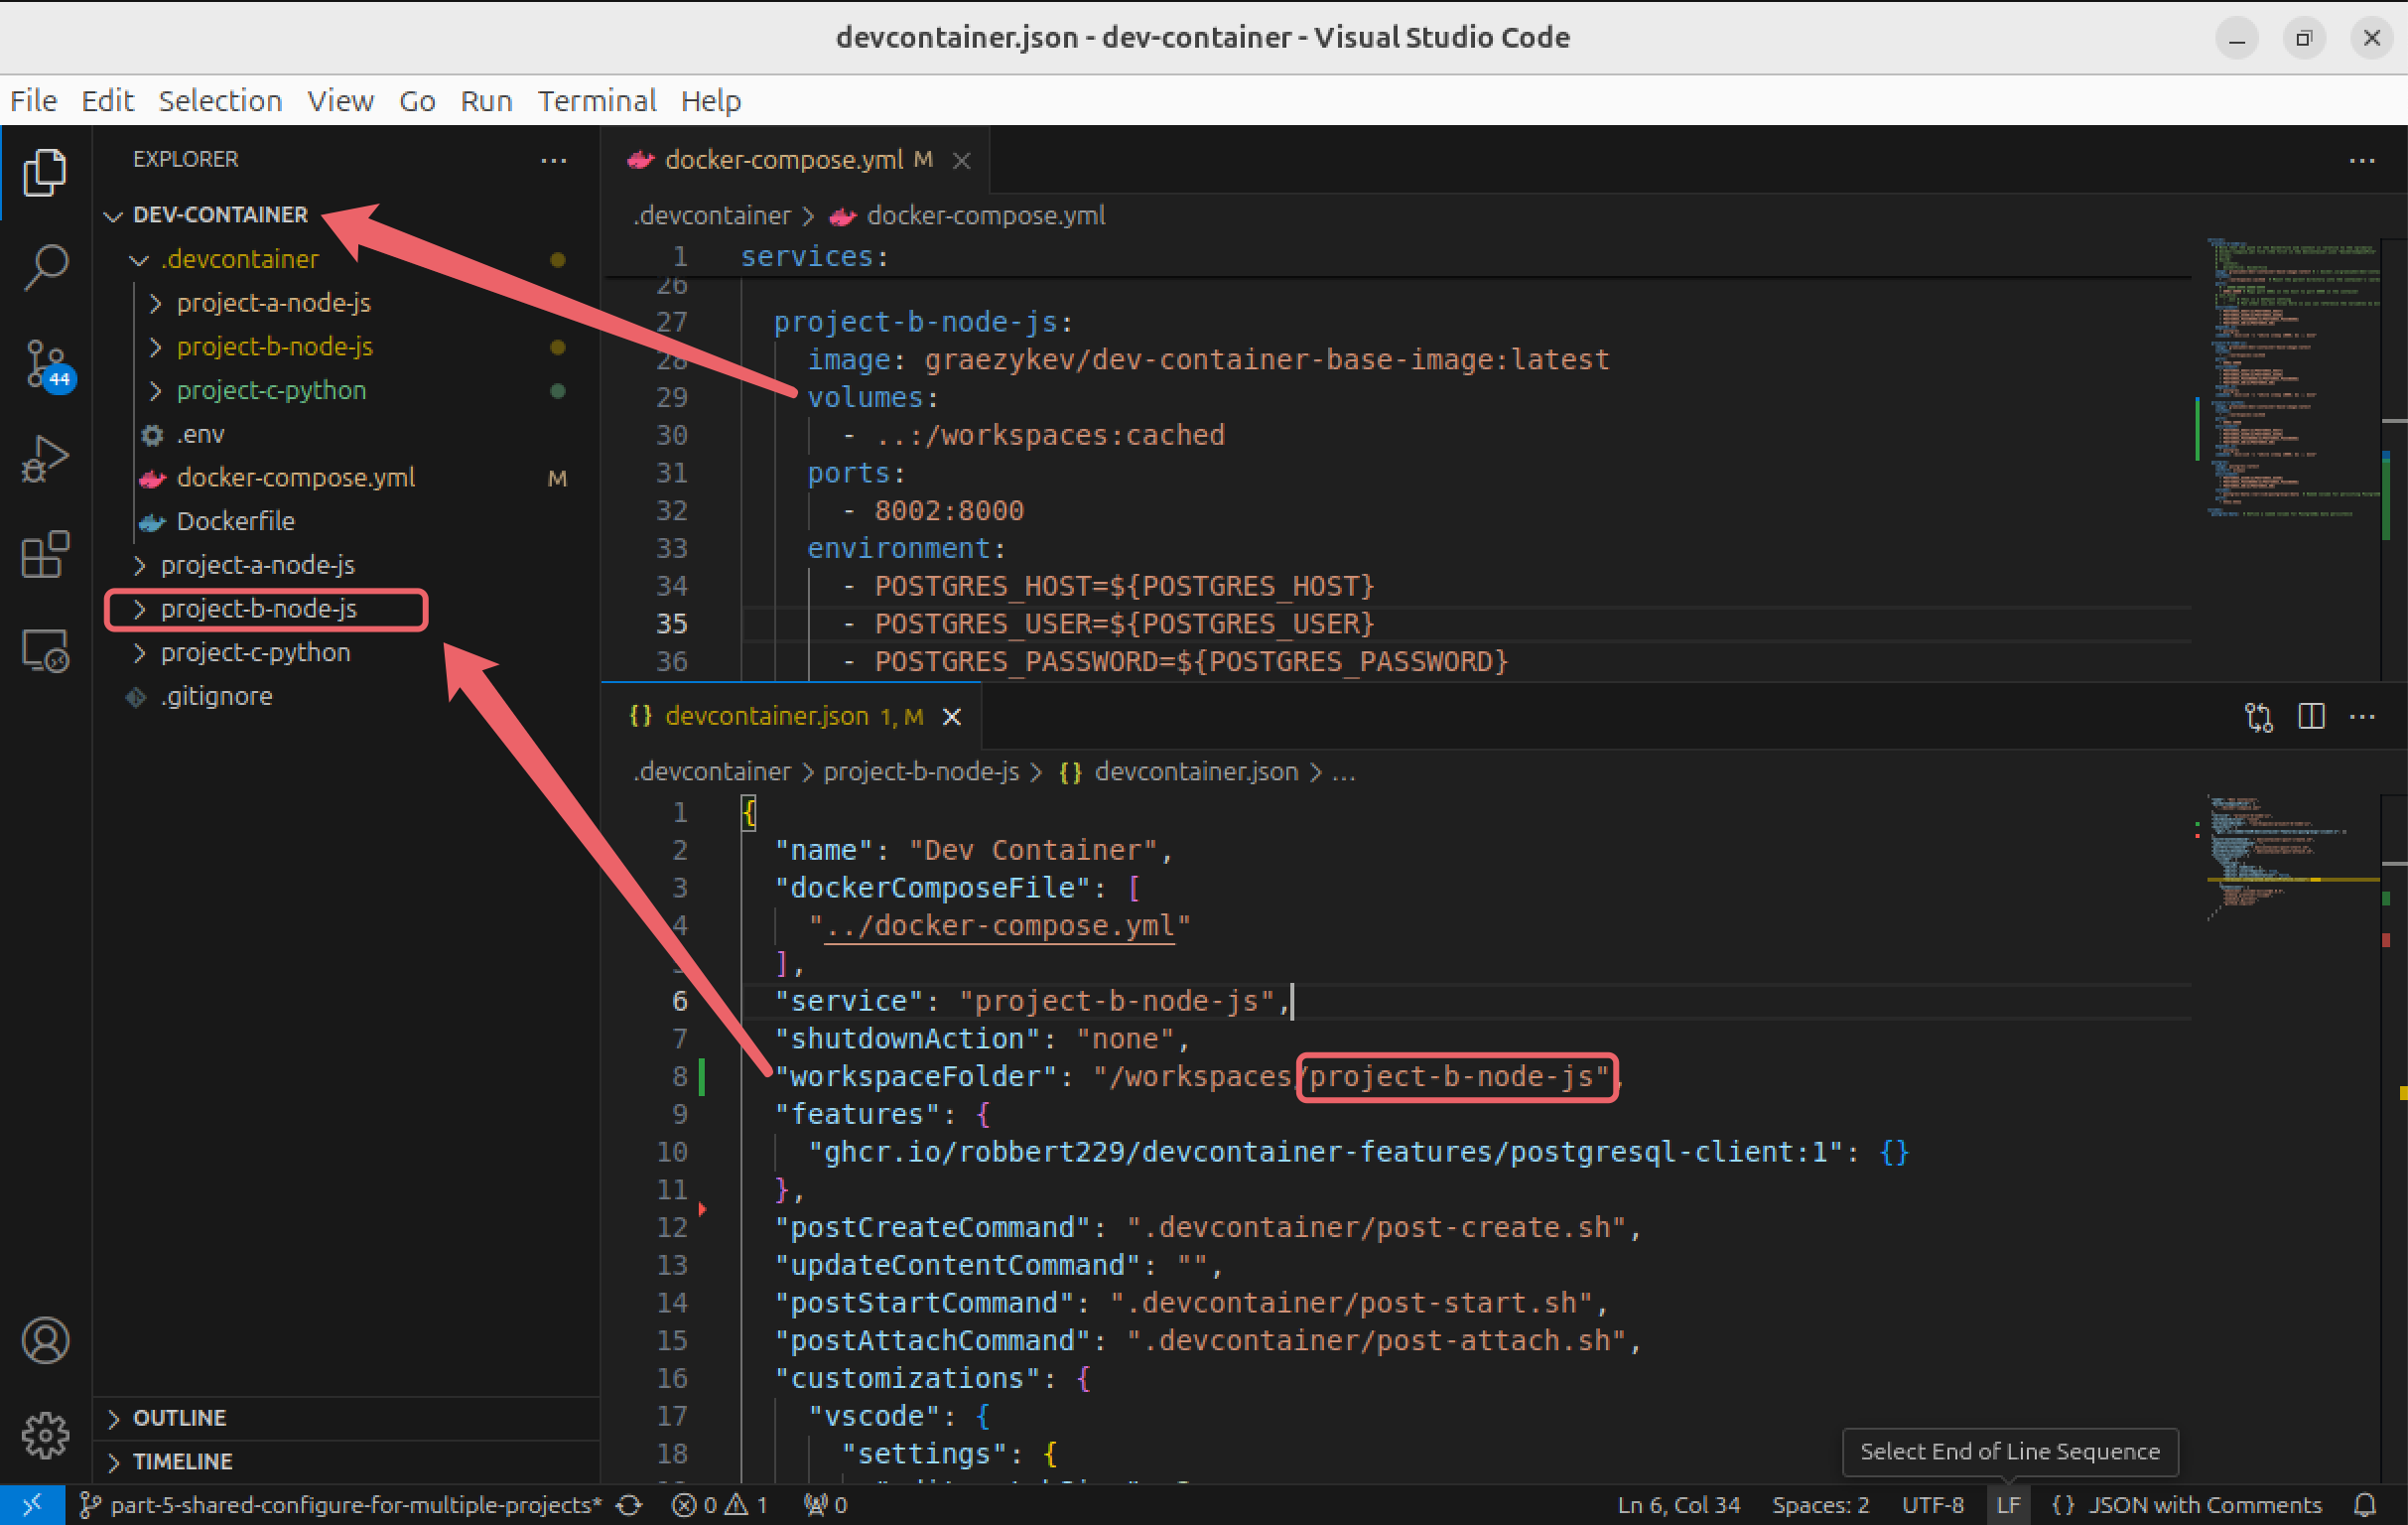 devcontainer.json - dev-container - Visual Studio Code
File Edit Selection View Go Run Terminal Help
EXPLORER
DEV-CONTAINER
.devcontainer
project-a-node-js
project-b-node-js
project-c-python
.env
docker-compose.yml M
Dockerfile
project-a-node-js
project-b-node-js
project-c-python
.gitignore
44
OUTLINE
TIMELINE
docker-compose.yml M
.devcontainer > docker-compose.yml
1 services:
26
27 project-b-node-js:
28 image: graezykev/dev-container-base-image:latest
29 volumes:
30 - ..:/workspaces:cached
31 ports:
32 - 8002:8000
33 environment:
34 - POSTGRES_HOST=${POSTGRES_HOST}
35 - POSTGRES_USER=${POSTGRES_USER}
36 - POSTGRES_PASSWORD=${POSTGRES_PASSWORD}
{} devcontainer.json 1, M
.devcontainer > project-b-node-js > {} devcontainer.json > ...
1 {
2 "name": "Dev Container",
3 "dockerComposeFile": [
4 "../docker-compose.yml"
5 ],
6 "service": "project-b-node-js",
7 "shutdownAction": "none",
8 "workspaceFolder": "/workspaces/project-b-node-js",
9 "features": {
10 "ghcr.io/robbert229/devcontainer-features/postgresql-client:1": {}
11 },
12 "postCreateCommand": ".devcontainer/post-create.sh",
13 "updateContentCommand": "",
14 "postStartCommand": ".devcontainer/post-start.sh",
15 "postAttachCommand": ".devcontainer/post-attach.sh",
16 "customizations": {
17 "vscode": {
18 "settings": {
Select End of Line Sequence
part-5-shared-configure-for-multiple-projects* 0 1 0 Ln 6, Col 34 Spaces: 2 UTF-8 LF {} JSON with Comments